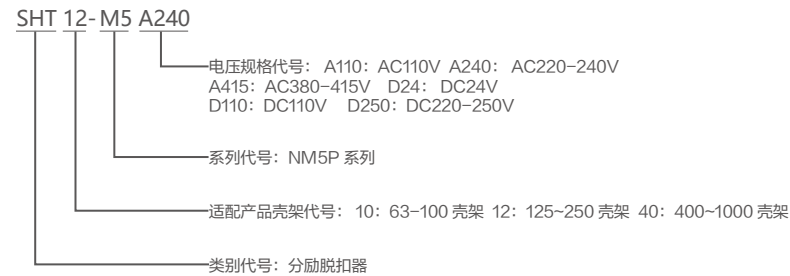 SHT 12- M5 A240
电压规格代号： A110：AC110V A240： AC220-240V
A415：AC380-415V D24： DC24V
D110：DC110V D250：DC220-250V
系列代号：NM5P 系列
适配产品壳架代号： 10：63-100 壳架 12：125~250 壳架 40：400~1000 壳架
类别代号：分励脱扣器